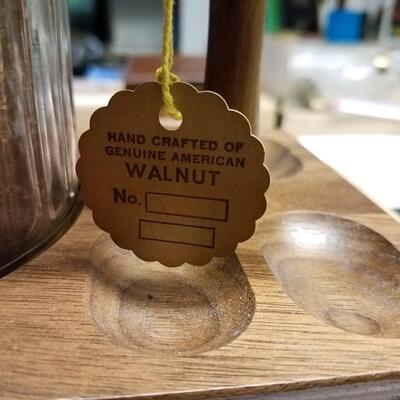 HAND CRAFTED OF
GENUINE AMERICAN
WALNUT
No.